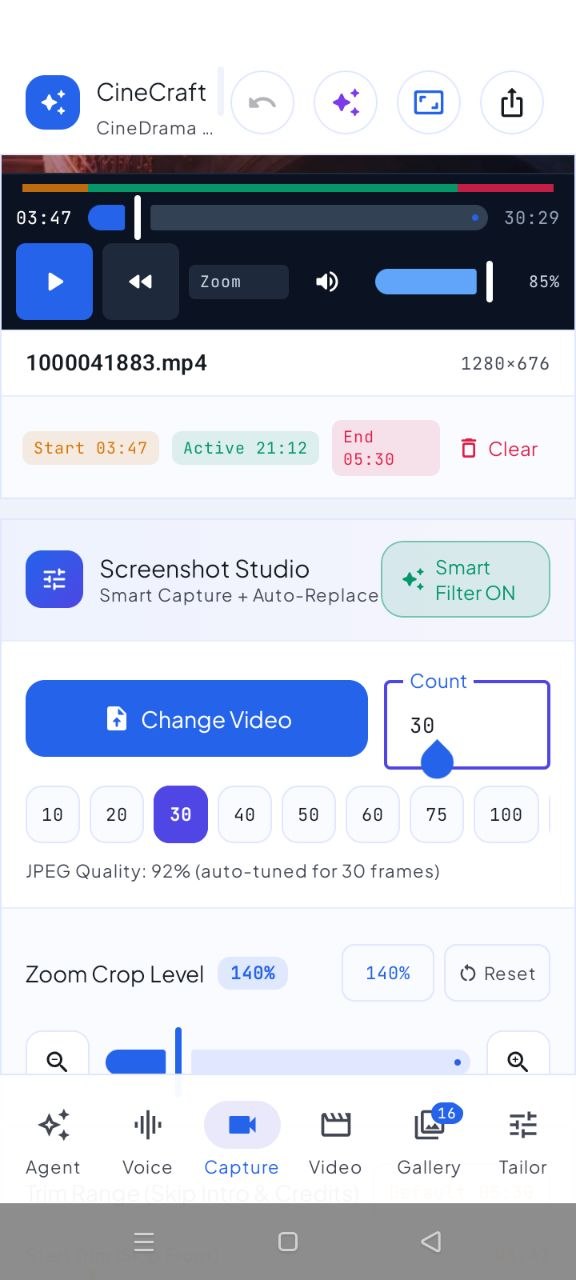 CineCraft
CineDrama ...
03:47
30:29
Zoom
85%
1000041883.mp4
1280×676
Start 03:47
Active 21:12
End
05:30
Clear
Screenshot Studio
Smart Capture + Auto-Replace
Smart
Filter ON
Change Video
Count
30
10 20 30 40 50 60 75 100
JPEG Quality: 92% (auto-tuned for 30 frames)
Zoom Crop Level
140%
140%
Reset
16
Agent
Voice
Capture
Video
Gallery
Tailor
Trim Range (Skip Intro & Credits)